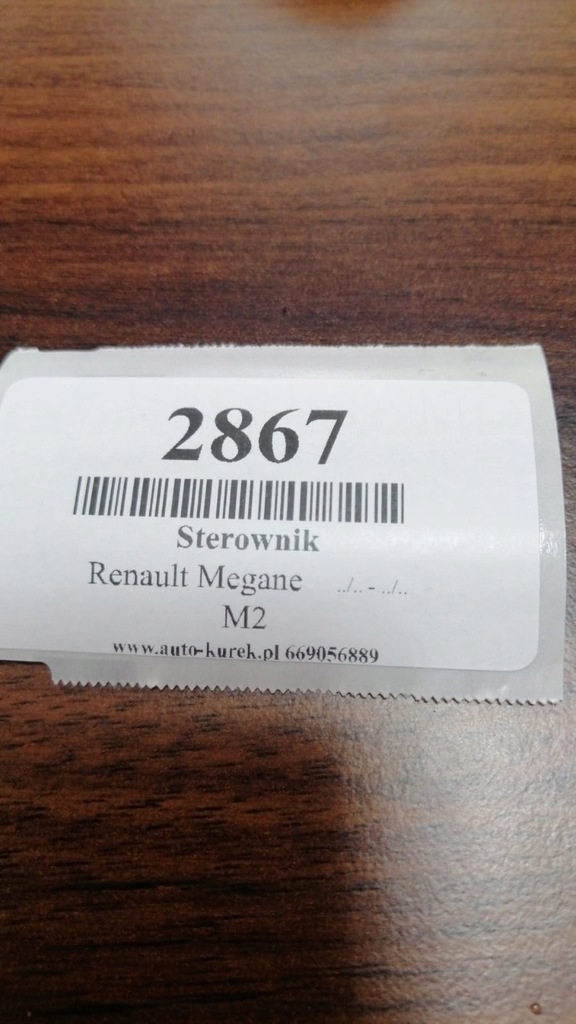 2867
Sterownik
Renault Megane ../.. - ../..
M2
www.auto-kurek.pl 669056889